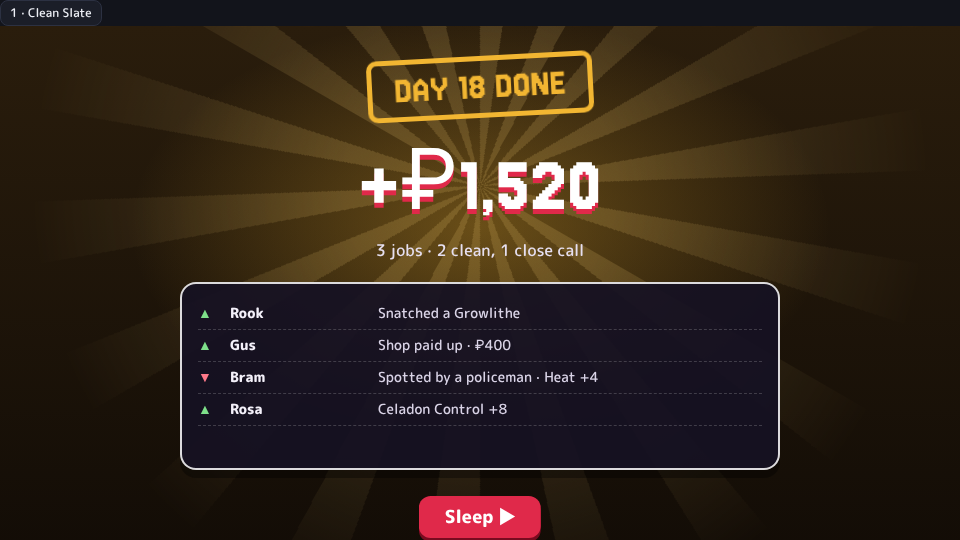 1 · Clean Slate
DAY 18 DONE
+₽1,520
3 jobs · 2 clean, 1 close call
▲ Rook Snatched a Growlithe
▲ Gus Shop paid up · ₽400
▼ Bram Spotted by a policeman · Heat +4
▲ Rosa Celadon Control +8
Sleep ▶